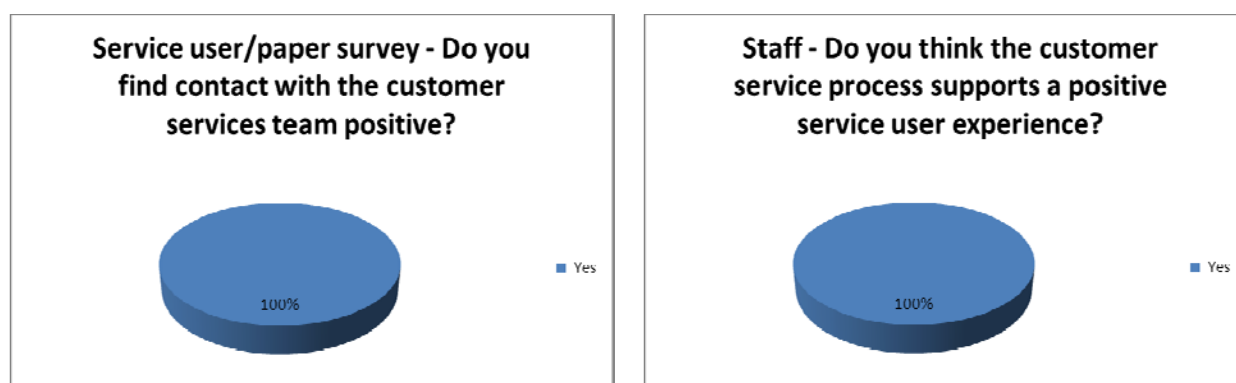 Service user/paper survey - Do you
find contact with the customer
services team positive?
100%
Yes
Staff - Do you think the customer
service process supports a positive
service user experience?
100%
Yes